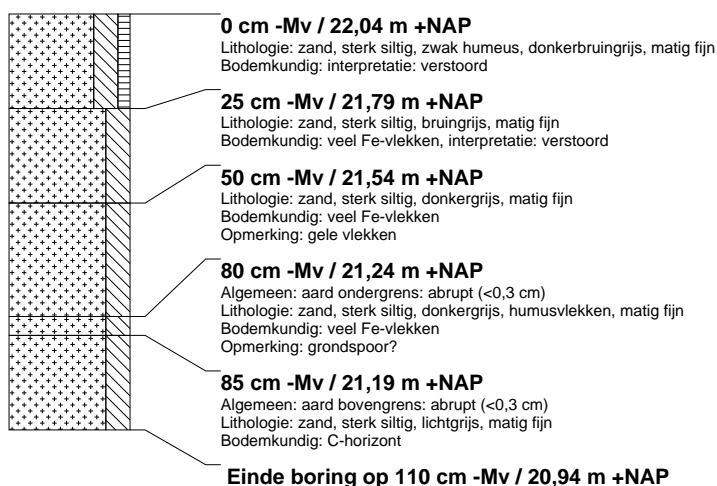 0 cm -Mv / 22,04 m +NAP
Lithologie: zand, sterk siltig, zwak humeus, donkerbruingrijs, matig fijn
Bodemkundig: interpretatie: verstoord
25 cm -Mv / 21,79 m +NAP
Lithologie: zand, sterk siltig, bruingrijs, matig fijn
Bodemkundig: veel Fe-vlekken, interpretatie: verstoord
50 cm -Mv / 21,54 m +NAP
Lithologie: zand, sterk siltig, donkergrijs, matig fijn
Bodemkundig: veel Fe-vlekken
Opmerking: gele vlekken
80 cm -Mv / 21,24 m +NAP
Algemeen: aard ondergrens: abrupt (<0,3 cm)
Lithologie: zand, sterk siltig, donkergrijs, humusvlekken, matig fijn
Bodemkundig: veel Fe-vlekken
Opmerking: grondspoor?
85 cm -Mv / 21,19 m +NAP
Algemeen: aard bovengrens: abrupt (<0,3 cm)
Lithologie: zand, sterk siltig, lichtgrijs, matig fijn
Bodemkundig: C-horizont
Einde boring op 110 cm -Mv / 20,94 m +NAP